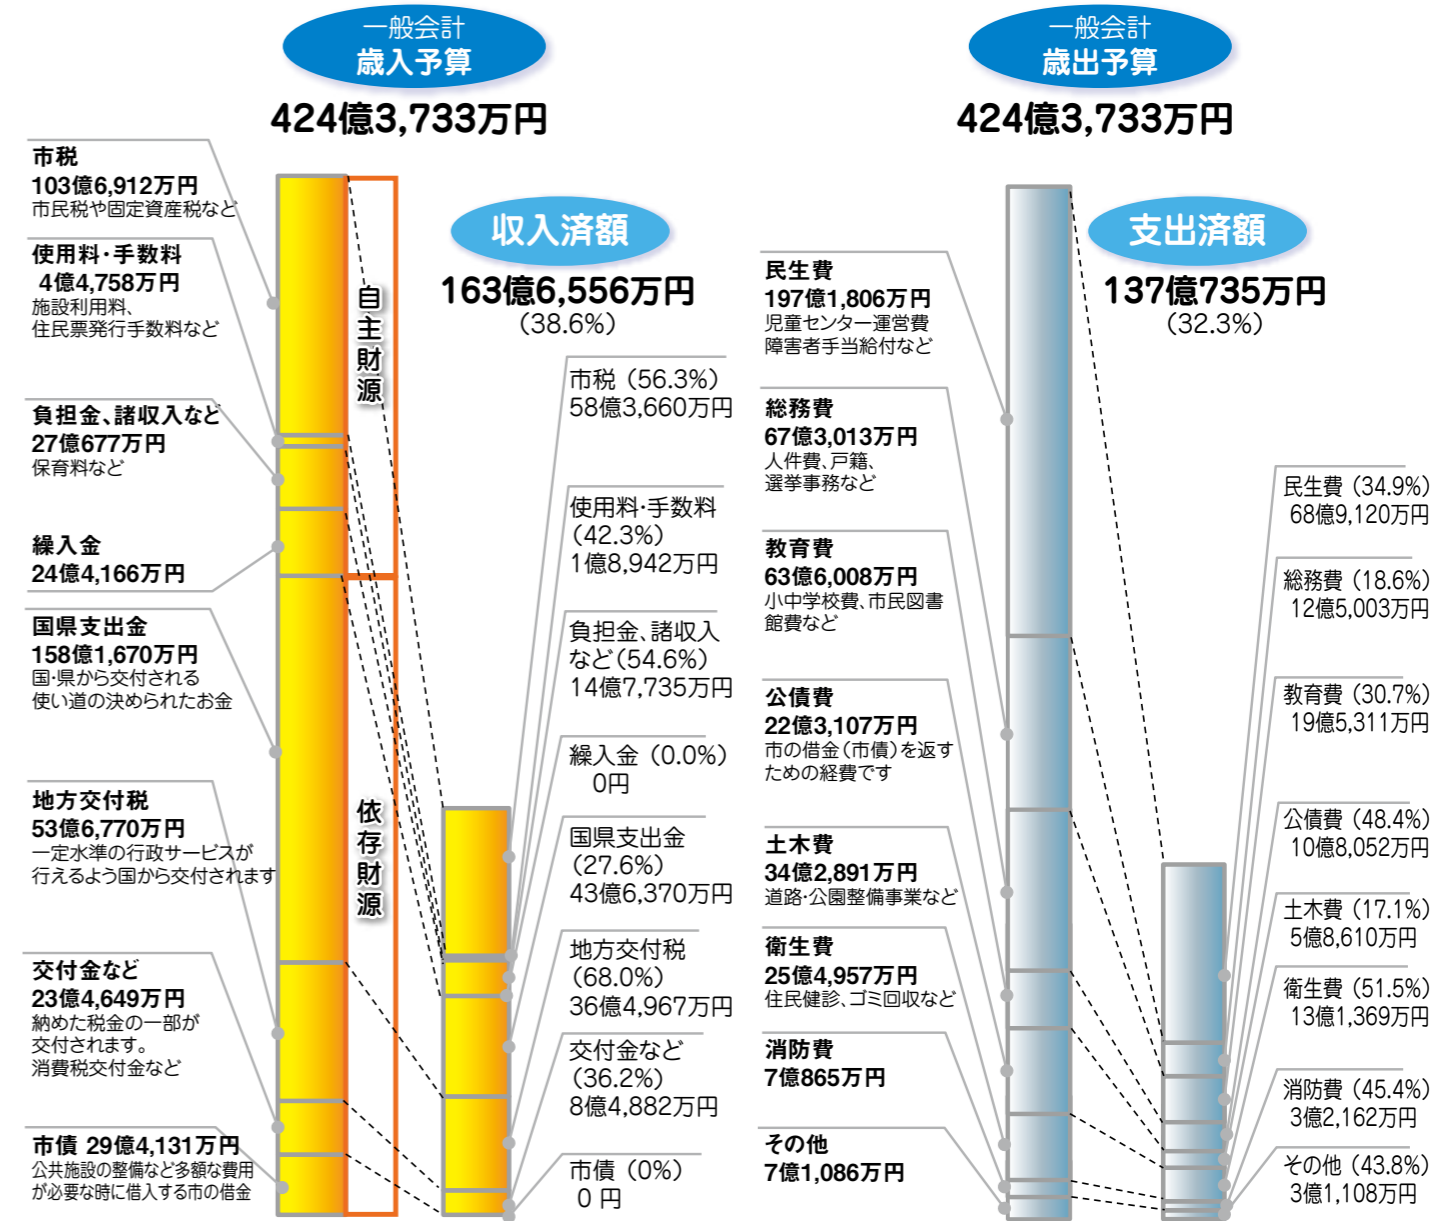 一般会計
歳入予算
424億3,733万円
市税
103億6,912万円
市民税や固定資産税など
使用料・手数料
4億4,758万円
施設利用料、
住民票発行手数料など
負担金、諸収入など
27億677万円
保育料など
繰入金
24億4,166万円
国県支出金
158億1,670万円
国・県から交付される
使い道の決められたお金
地方交付税
53億6,770万円
一定水準の行政サービスが
行えるよう国から交付されます
交付金など
23億4,649万円
納めた税金の一部が
交付されます。
消費税交付金など
市債 29億4,131万円
公共施設の整備など多額な費用
が必要な時に借入する市の借金
自主財源
依存財源
収入済額
163億6,556万円
(38.6%)
市税（56.3%）
58億3,660万円
使用料・手数料
(42.3%)
1億8,942万円
負担金、諸収入
など(54.6%)
14億7,735万円
繰入金（0.0%）
0円
国県支出金
(27.6%)
43億6,370万円
地方交付税
(68.0%)
36億4,967万円
交付金など
(36.2%)
8億4,882万円
市債（0%）
0 円
一般会計
歳出予算
424億3,733万円
民生費
197億1,806万円
児童センター運営費
障害者手当給付など
総務費
67億3,013万円
人件費、戸籍、
選挙事務など
教育費
63億6,008万円
小中学校費、市民図書
館費など
公債費
22億3,107万円
市の借金（市債）を返す
ための経費です
土木費
34億2,891万円
道路・公園整備事業など
衛生費
25億4,957万円
住民健診、ゴミ回収など
消防費
7億865万円
その他
7億1,086万円
支出済額
137億735万円
(32.3%)
民生費（34.9%）
68億9,120万円
総務費（18.6%）
12億5,003万円
教育費（30.7%）
19億5,311万円
公債費（48.4%）
10億8,052万円
土木費（17.1%）
5億8,610万円
衛生費（51.5%）
13億1,369万円
消防費（45.4%）
3億2,162万円
その他（43.8%）
3億1,108万円